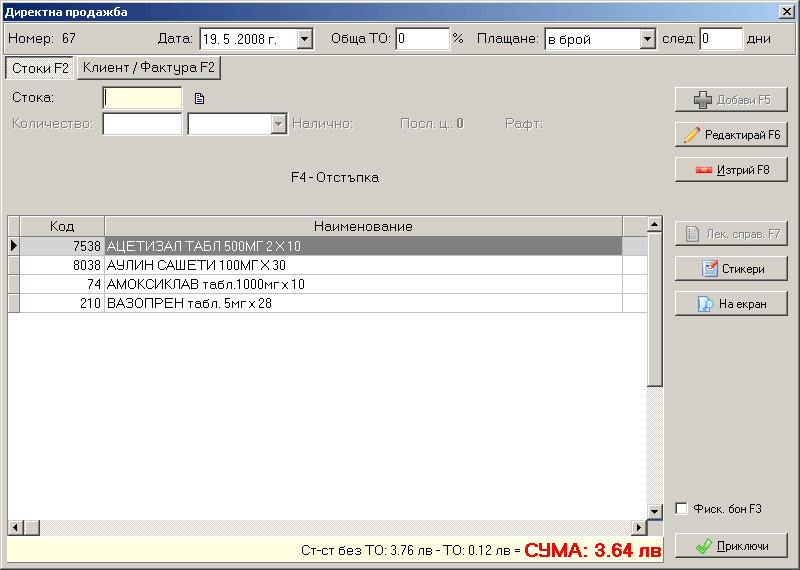 Директна продажба
Номер: 67 Дата: 19. 5 .2008 г. Обща ТО: 0 % Плащане: в брой след: 0 дни
Стоки F2 Клиент / Фактура F2
Стока:
Количество: Налично: Посл. ц.: 0 Рафт:
F4 - Отстъпка
Добави F5
Редактирай F6
Изтрий F8
Код Наименование
7538 АЦЕТИЗАЛ ТАБЛ 500МГ 2 Х 10
8038 АУЛИН САШЕТИ 100МГ Х 30
74 АМОКСИКЛАВ табл.1000мг х 10
210 ВАЗОПРЕН табл. 5мг х 28
Лек. справ. F7
Стикери
На екран
Фиск. бон F3
Приключи
Ст-ст без ТО: 3.76 лв - ТО: 0.12 лв = СУМА: 3.64 лв